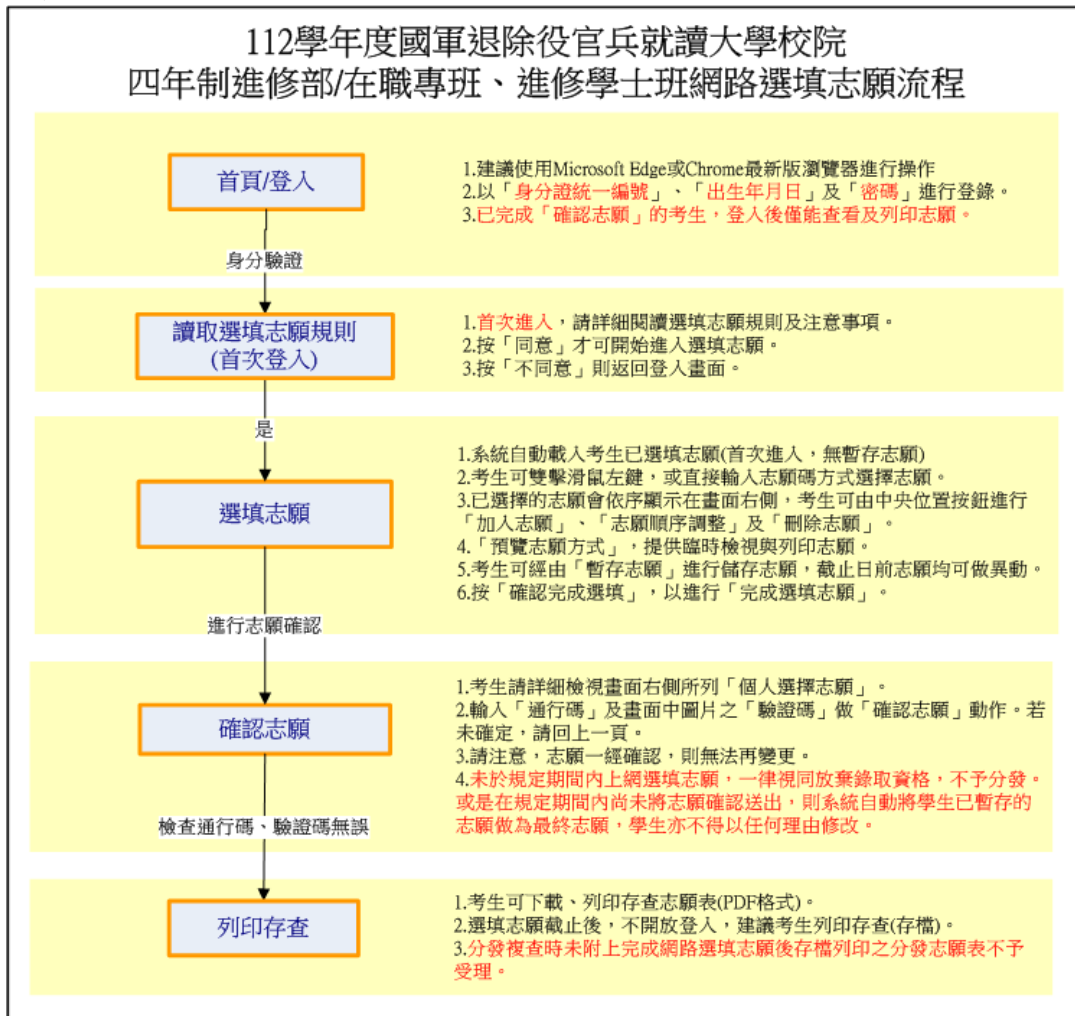 112學年度國軍退除役官兵就讀大學校院
四年制進修部/在職專班、進修學士班網路選填志願流程
首頁/登入
1.建議使用Microsoft Edge或Chrome最新版瀏覽器進行操作
2.以「身分證統一編號」、「出生年月日」及「密碼」進行登錄。
3.已完成「確認志願」的考生，登入後僅能查看及列印志願。
身分驗證
讀取選填志願規則
(首次登入)
1.首次進入，請詳細閱讀選填志願規則及注意事項。
2.按「同意」才可開始進入選填志願。
3.按「不同意」則返回登入畫面。
是
選填志願
1.系統自動載入考生已選填志願(首次進入，無暫存志願)
2.考生可雙擊滑鼠左鍵，或直接輸入志願碼方式選擇志願。
3.已選擇的志願會依序顯示在畫面右側，考生可由中央位置按鈕進行
「加入志願」、「志願順序調整」及「刪除志願」。
4.「預覽志願方式」，提供臨時檢視與列印志願。
5.考生可經由「暫存志願」進行儲存志願，截止日前志願均可做異動。
6.按「確認完成選填」，以進行「完成選填志願」。
進行志願確認
確認志願
1.考生請詳細檢視畫面右側所列「個人選擇志願」。
2.輸入「通行碼」及畫面中圖片之「驗證碼」做「確認志願」動作。若
未確定，請回上一頁。
3.請注意，志願一經確認，則無法再變更。
4.未於規定期間內上網選填志願，一律視同放棄錄取資格，不予分發。
或是在規定期間內尚未將志願確認送出，則系統自動將學生已暫存的
志願做為最終志願，學生亦不得以任何理由修改。
檢查通行碼、驗證碼無誤
列印存查
1.考生可下載、列印存查志願表(PDF格式)。
2.選填志願截止後，不開放登入，建議考生列印存查(存檔)。
3.分發複查時未附上完成網路選填志願後存檔列印之分發志願表不予
受理。